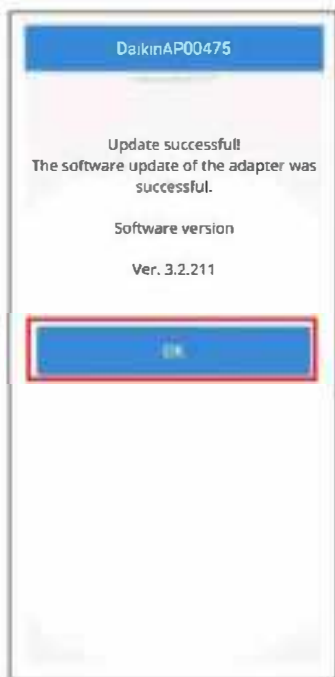 DaikinAP00475
Update successful!
The software update of the adapter was
successful.
Software version
Ver. 3.2.211
OK